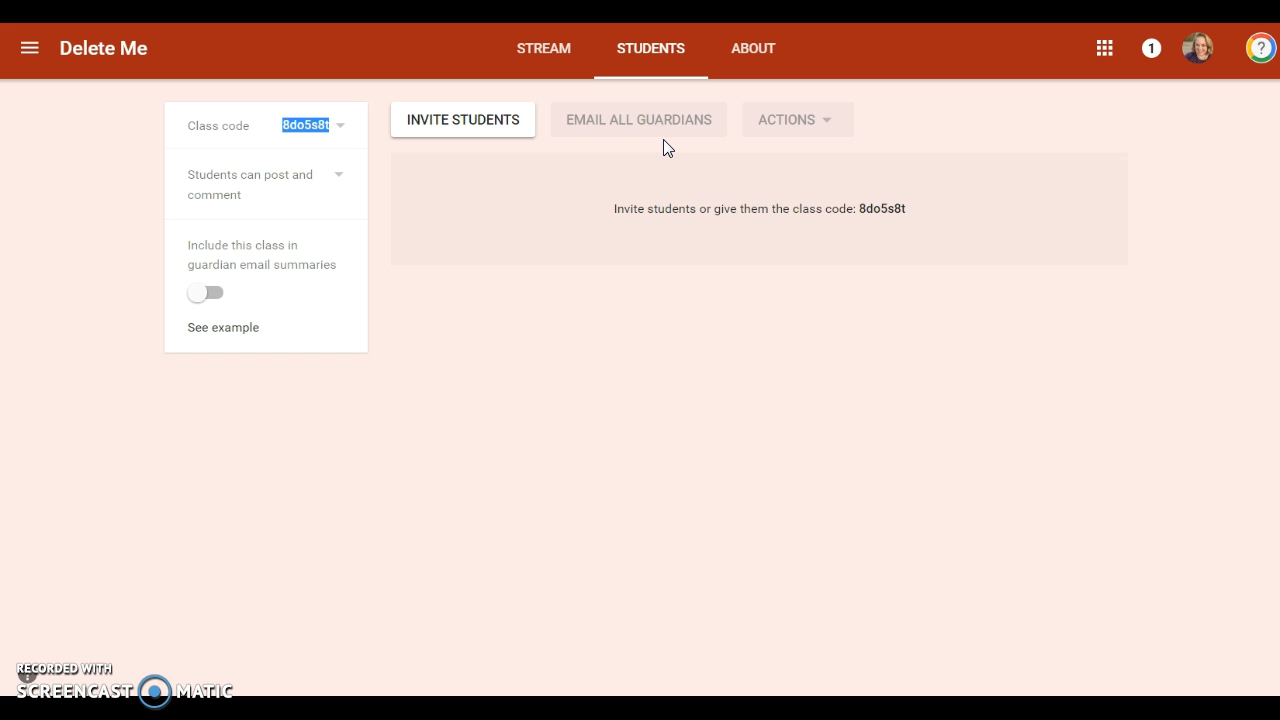 Delete Me
STREAM
STUDENTS
ABOUT
1
?
Class code 8do5s8t
Students can post and
comment
Include this class in
guardian email summaries
See example
INVITE STUDENTS
EMAIL ALL GUARDIANS
ACTIONS
Invite students or give them the class code: 8do5s8t
RECORDED WITH
SCREENCAST MATIC